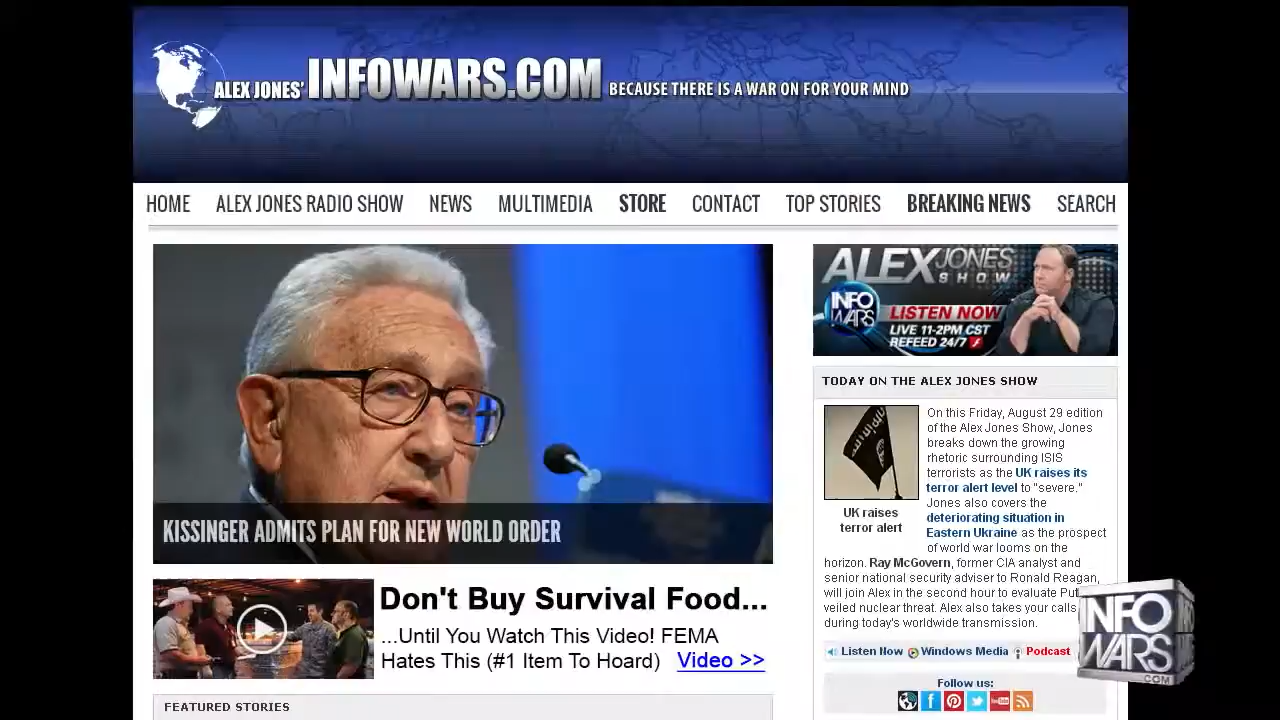 ALEX JONES' INFOWARS.COM BECAUSE THERE IS A WAR ON FOR YOUR MIND
HOME ALEX JONES RADIO SHOW NEWS MULTIMEDIA STORE CONTACT TOP STORIES BREAKING NEWS SEARCH
KISSINGER ADMITS PLAN FOR NEW WORLD ORDER
Don't Buy Survival Food...
...Until You Watch This Video! FEMA
Hates This (#1 Item To Hoard) Video >>
FEATURED STORIES
ALEX JONES
SHOW
INFO
WARS
LISTEN NOW
LIVE 11-2PM CST
REFEED 24/7
TODAY ON THE ALEX JONES SHOW
UK raises
terror alert
On this Friday, August 29 edition
of the Alex Jones Show, Jones
breaks down the growing
rhetoric surrounding ISIS
terrorists as the UK raises its
terror alert level to "severe."
Jones also covers the
deteriorating situation in
Eastern Ukraine as the prospect
of world war looms on the
horizon. Ray McGovern, former CIA analyst and
senior national security adviser to Ronald Reagan,
will join Alex in the second hour to evaluate
veiled nuclear threat. Alex also takes your calls
during today's worldwide transmission.
Listen Now Windows Media Podcast
Follow us:
You
INFO
WARS
.COM